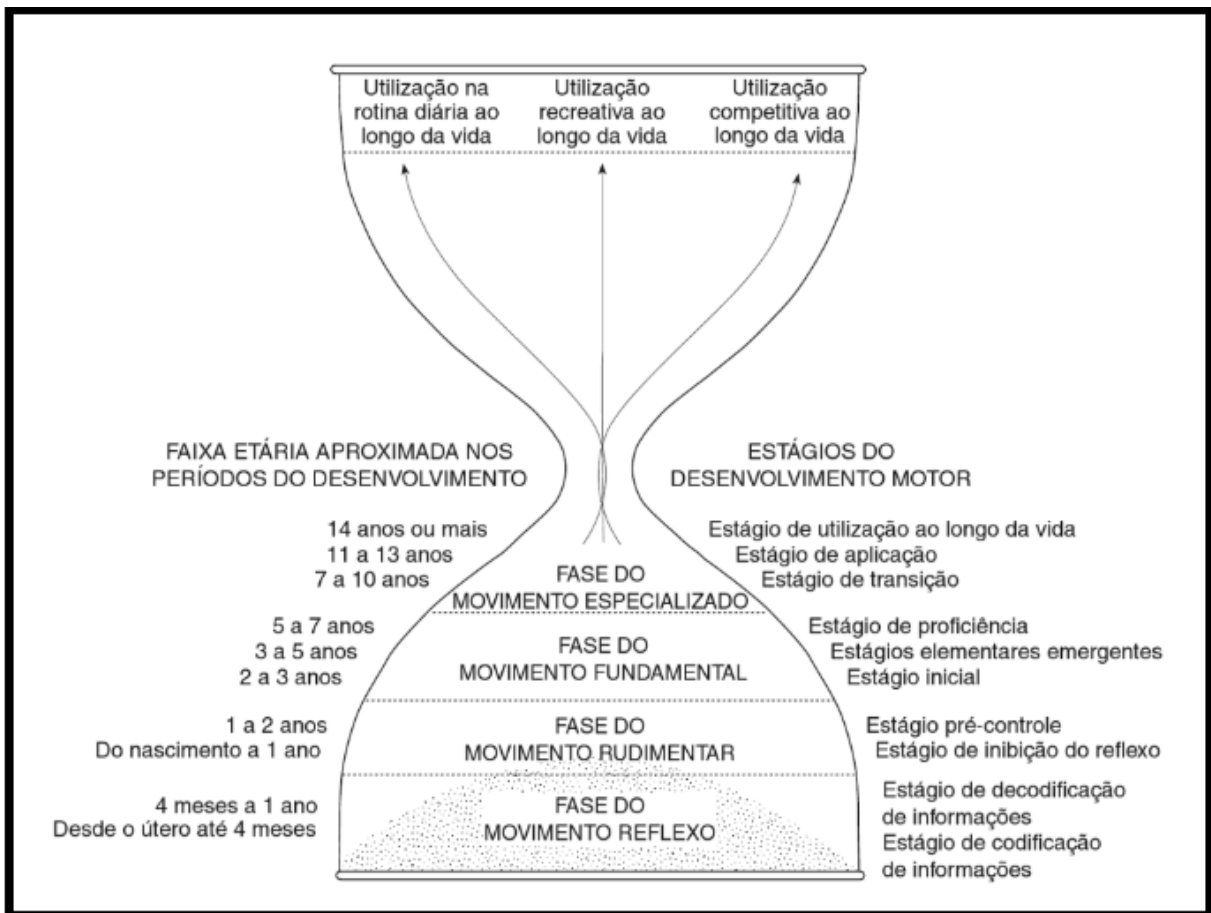 Utilização na
rotina diária ao
longo da vida
Utilização
recreativa ao
longo da vida
Utilização
competitiva ao
longo da vida
FAIXA ETÁRIA APROXIMADA NOS
PERÍODOS DO DESENVOLVIMENTO
ESTÁGIOS DO
DESENVOLVIMENTO MOTOR
14 anos ou mais
11 a 13 anos
7 a 10 anos
FASE DO
MOVIMENTO ESPECIALIZADO
Estágio de utilização ao longo da vida
Estágio de aplicação
Estágio de transição
5 a 7 anos
3 a 5 anos
2 a 3 anos
FASE DO
MOVIMENTO FUNDAMENTAL
Estágio de proficiência
Estágios elementares emergentes
Estágio inicial
1 a 2 anos
Do nascimento a 1 ano
FASE DO
MOVIMENTO RUDIMENTAR
Estágio pré-controle
Estágio de inibição do reflexo
4 meses a 1 ano
Desde o útero até 4 meses
FASE DO
MOVIMENTO REFLEXO
Estágio de decodificação
de informações
Estágio de codificação
de informações